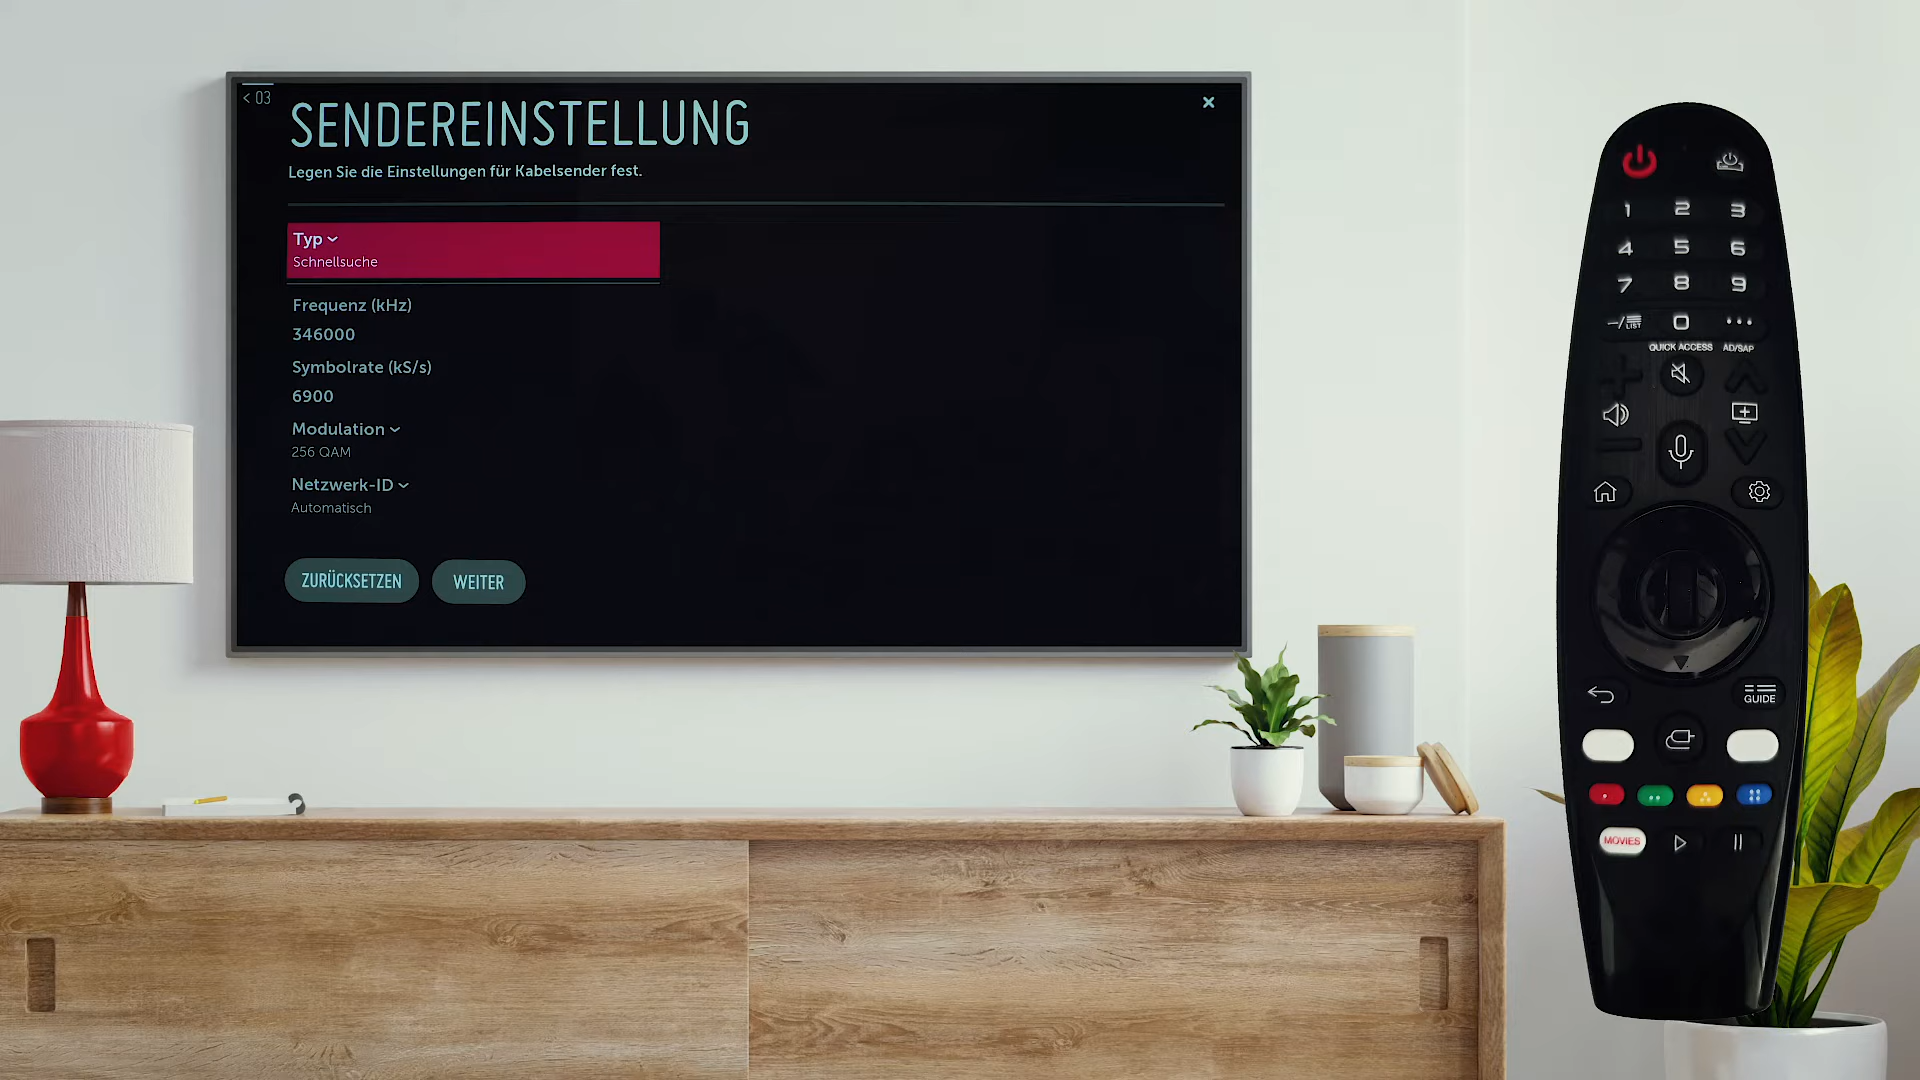 < 03
SENDEREINSTELLUNG
Legen Sie die Einstellungen für Kabelsender fest.
Typ
Schnellsuche
Frequenz (kHz)
346000
Symbolrate (kS/s)
6900
Modulation
256 QAM
Netzwerk-ID
Automatisch
ZURÜCKSETZEN WEITER
1 2 3
4 5 6
7 8 9
–/LIST 0 ...
QUICK ACCESS AD/SAP
GUIDE
MOVIES